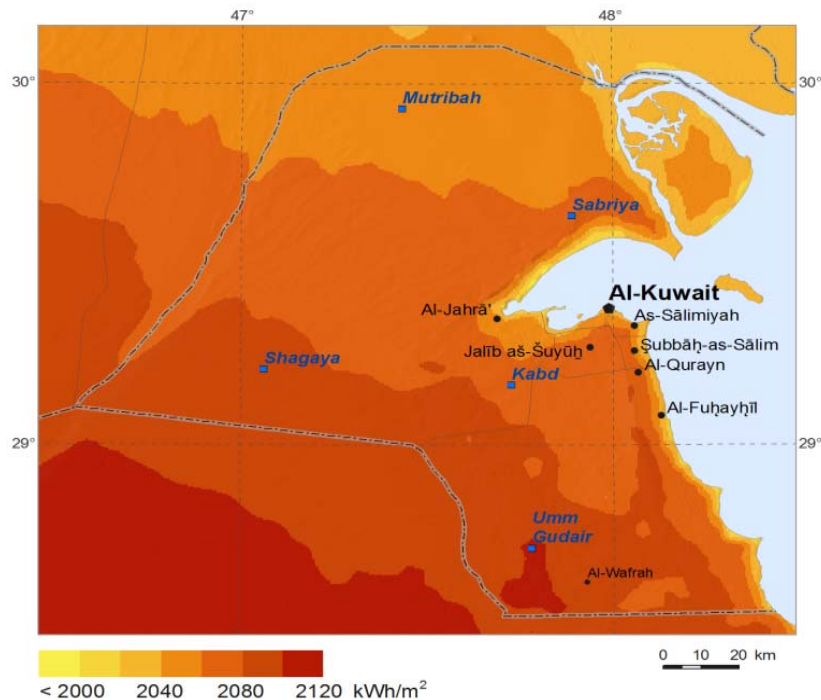 47°
48°
30°
30°
Mutribah
Sabriya
Al-Kuwait
Al-Jahrā'
As-Sālimiyah
Jalīb aš-Šuyūẖ
Şubbāḩ-as-Sālim
Al-Qurayn
Shagaya
Kabd
Al-Fuḩayḩīl
29°
29°
Umm
Gudair
Al-Wafrah
0 10 20 km
< 2000 2040 2080 2120 kWh/m²